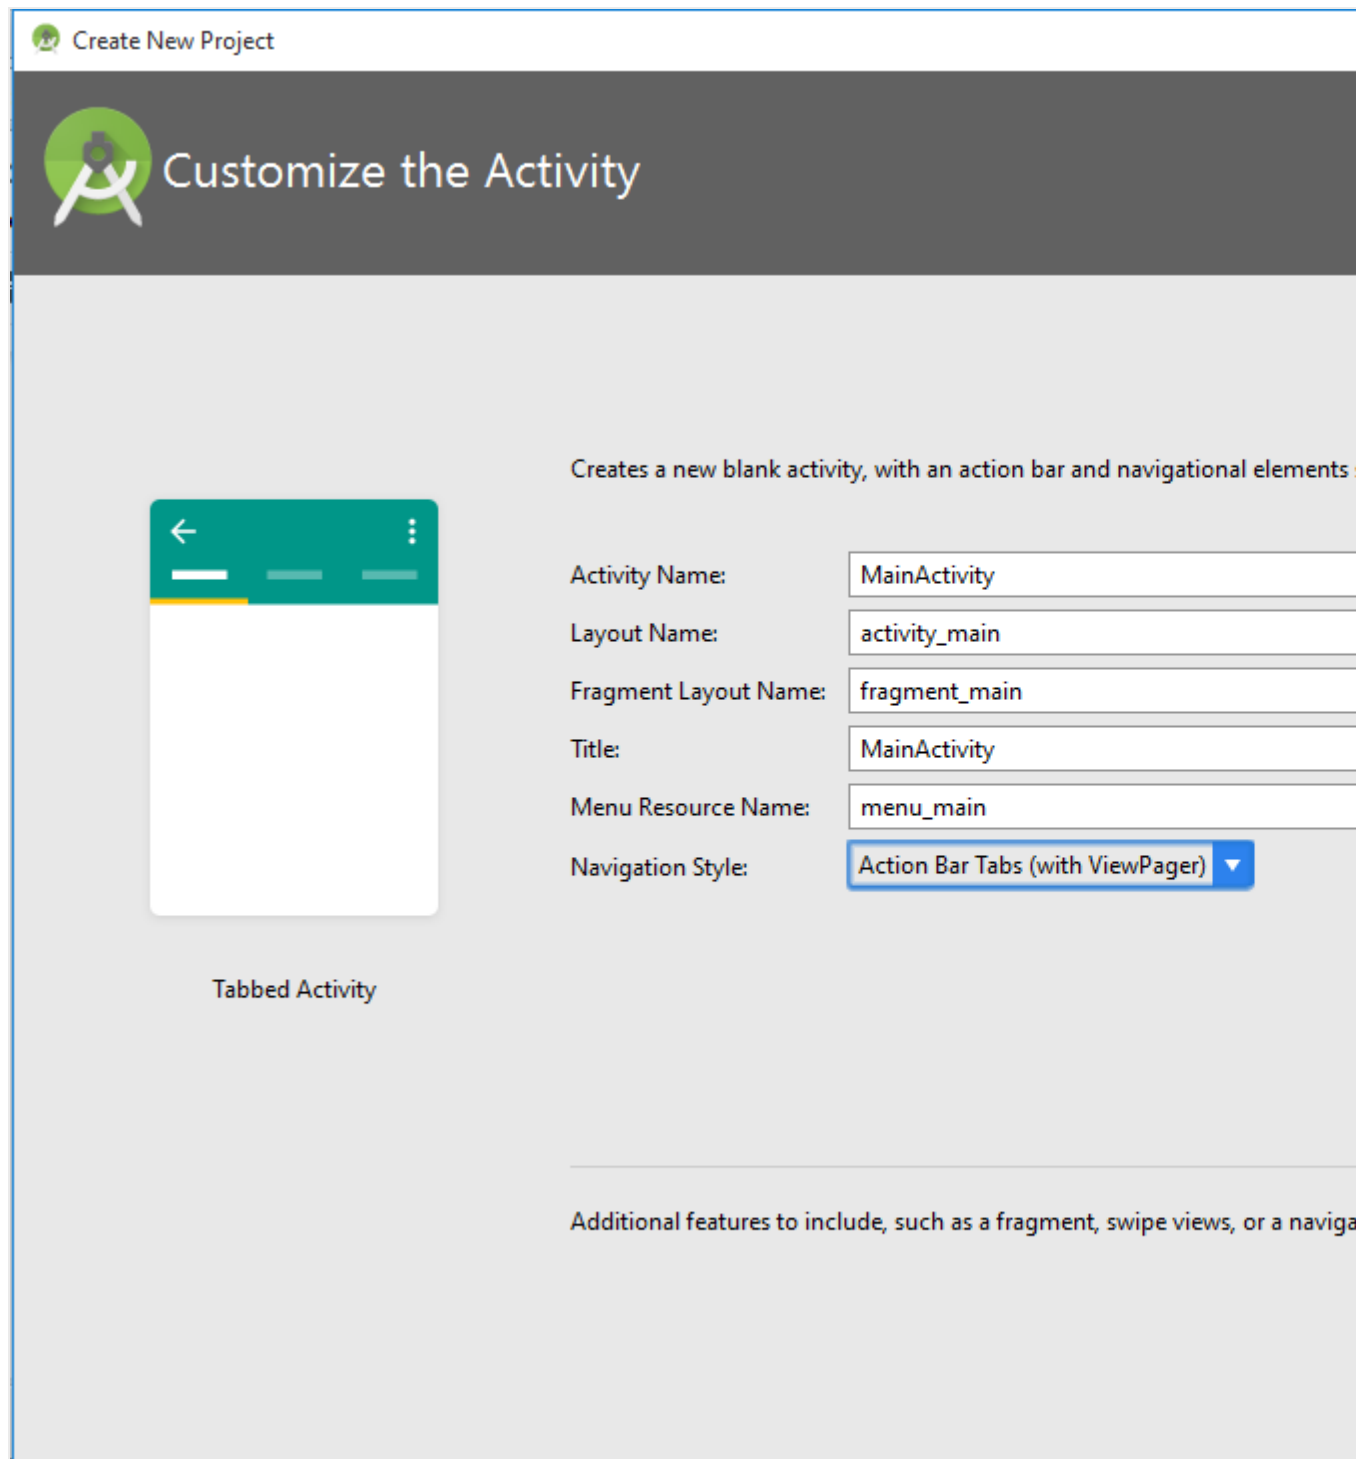 Create New Project
Customize the Activity
Creates a new blank activity, with an action bar and navigational elements
Activity Name: MainActivity
Layout Name: activity_main
Fragment Layout Name: fragment_main
Title: MainActivity
Menu Resource Name: menu_main
Navigation Style: Action Bar Tabs (with ViewPager)
Tabbed Activity
Additional features to include, such as a fragment, swipe views, or a